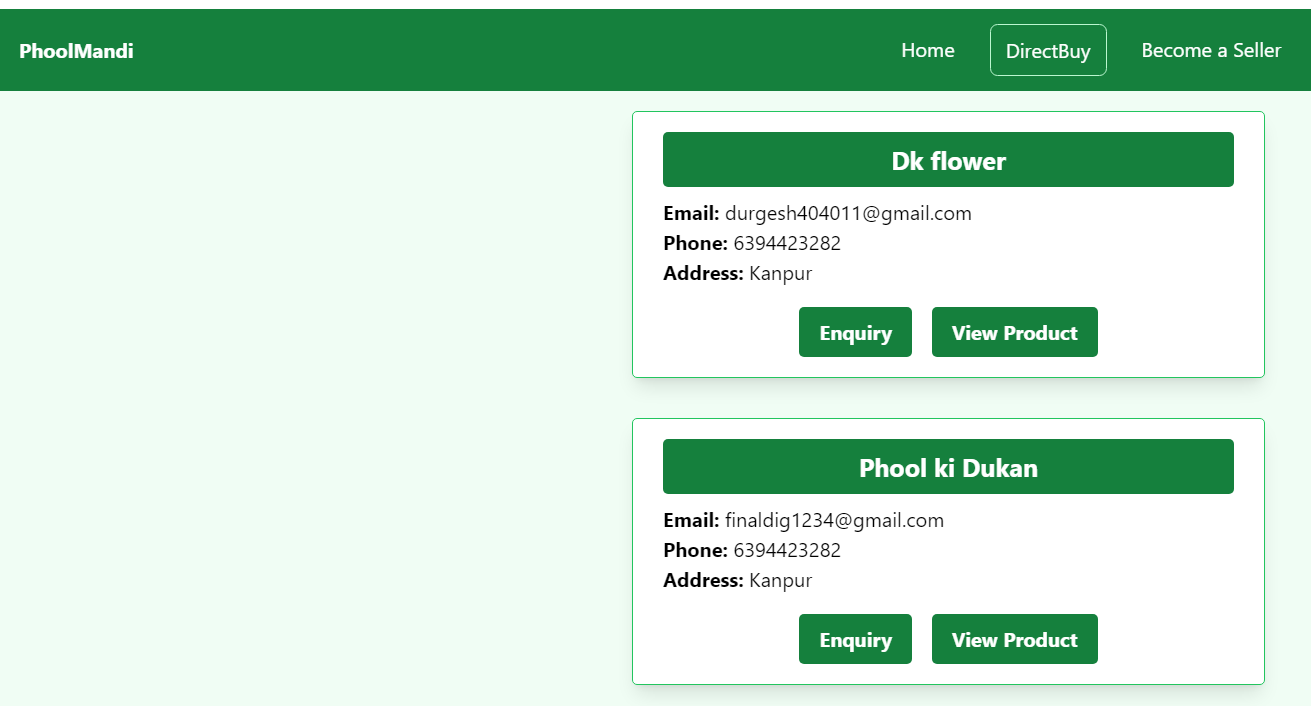 PhoolMandi
Home DirectBuy Become a Seller
Dk flower
Email: durgesh404011@gmail.com
Phone: 6394423282
Address: Kanpur
Enquiry View Product
Phool ki Dukan
Email: finaldig1234@gmail.com
Phone: 6394423282
Address: Kanpur
Enquiry View Product